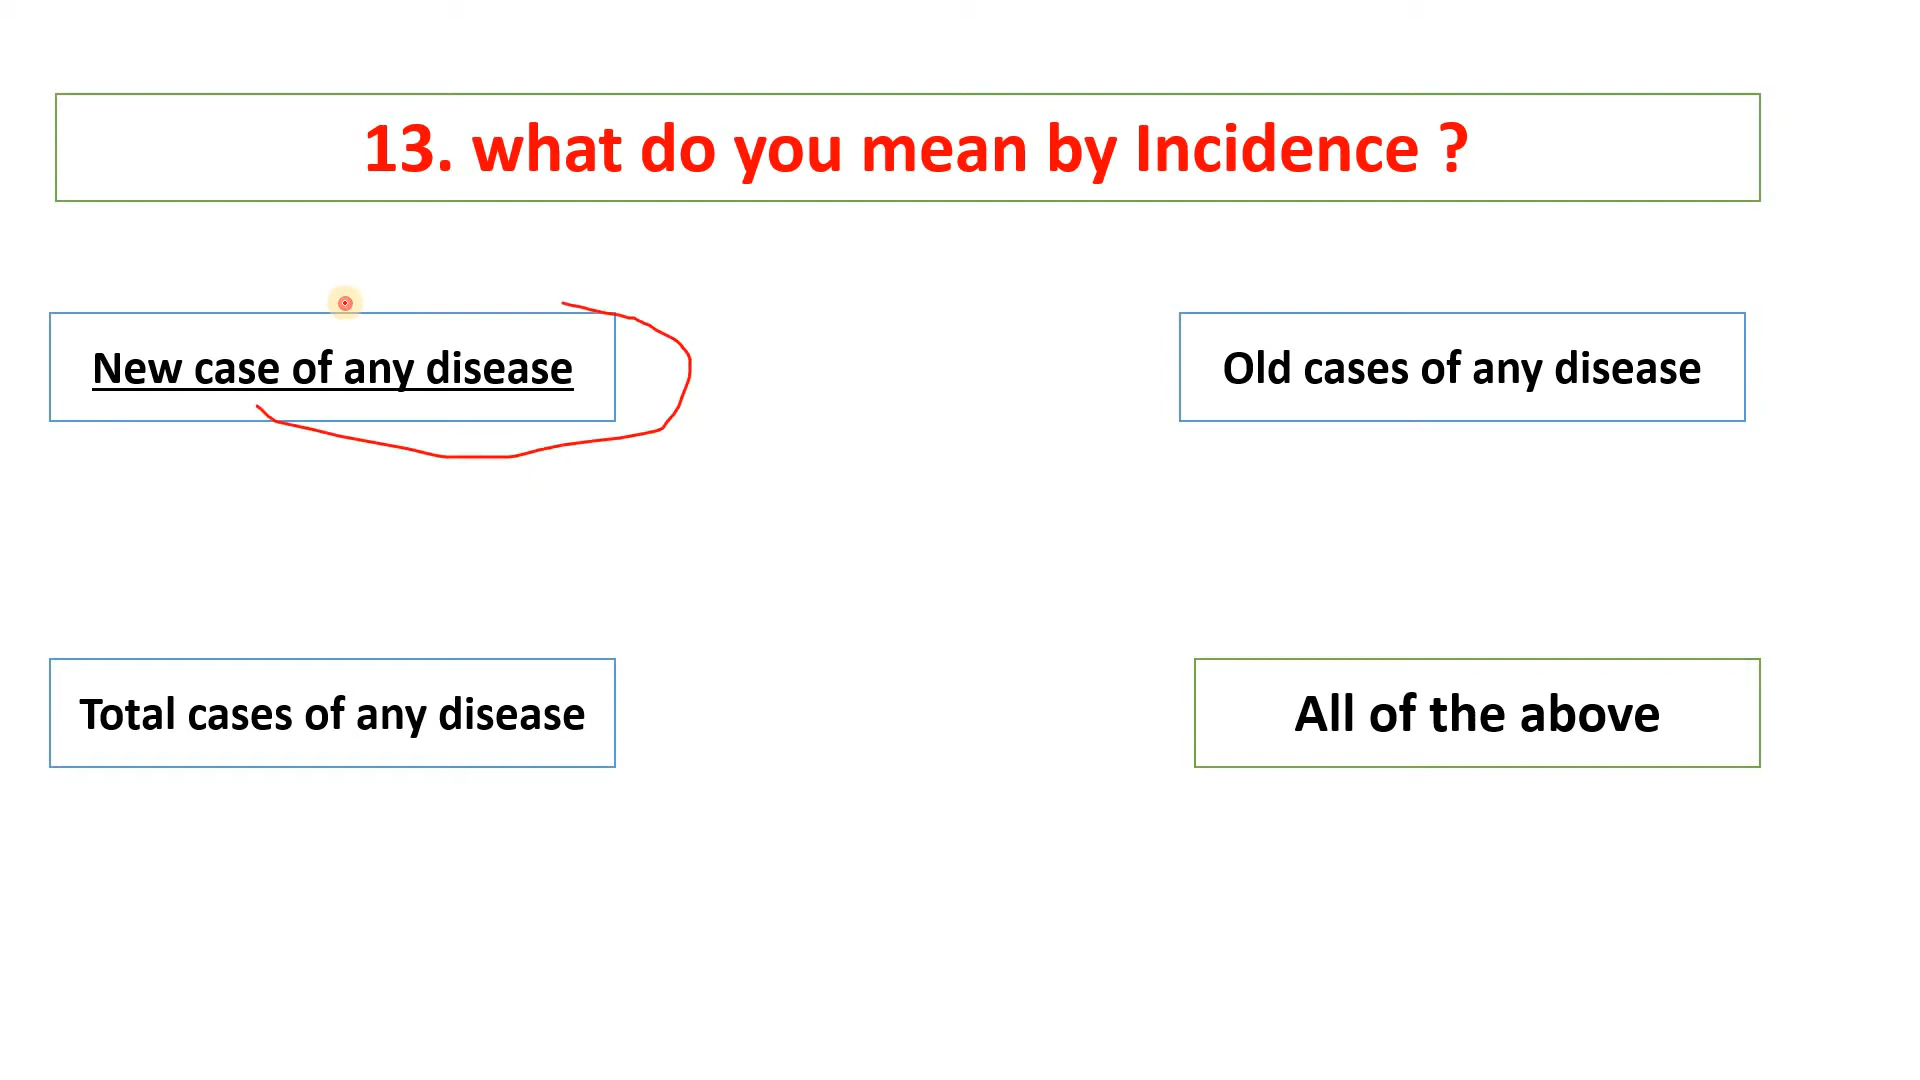 13. what do you mean by Incidence ?
New case of any disease
Old cases of any disease
Total cases of any disease
All of the above